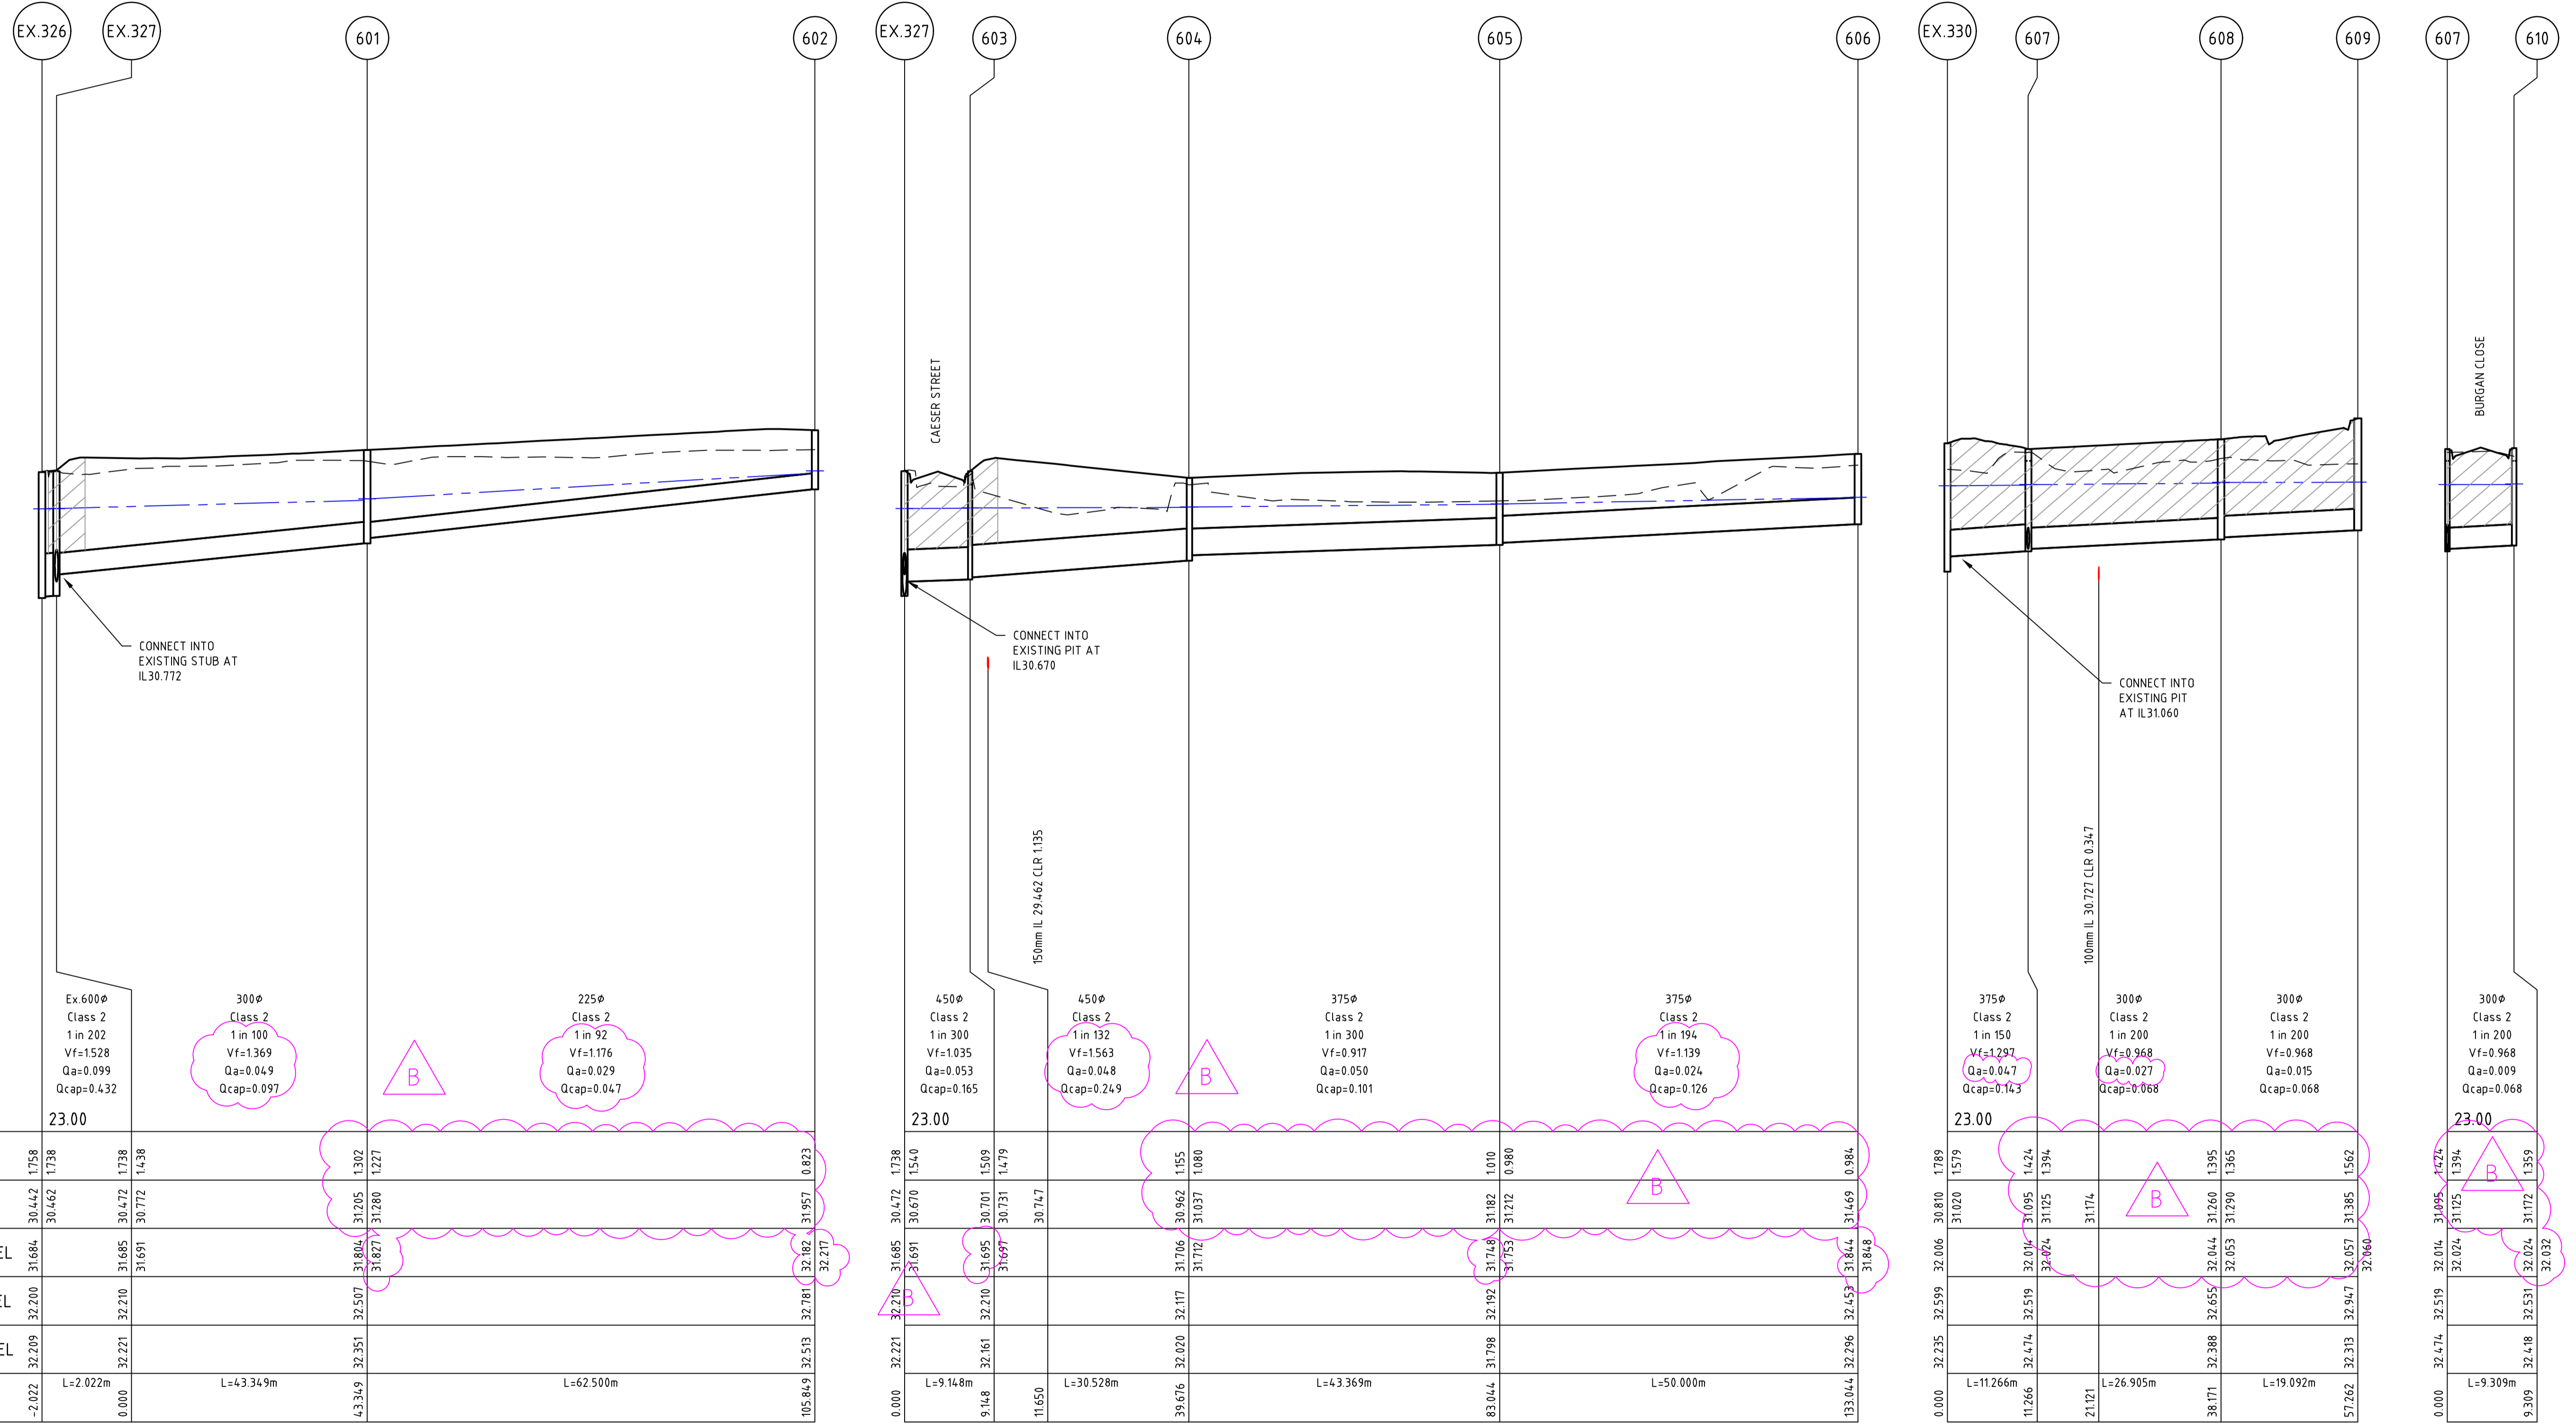 EX.326
EX.327
601
602
EX.327
603
604
605
606
EX.330
607
608
609
607
610
CAESER STREET
BURGAN CLOSE
CONNECT INTO
EXISTING STUB AT
IL30.772
CONNECT INTO
EXISTING PIT AT
IL30.670
CONNECT INTO
EXISTING PIT
AT IL31.060
150mm IL 29.462 CLR 1.135
100mm IL 30.727 CLR 0.347
Ex.600ø
Class 2
1 in 202
Vf=1.528
Qa=0.099
Qcap=0.432
300ø
Class 2
1 in 100
Vf=1.369
Qa=0.049
Qcap=0.097
B
225ø
Class 2
1 in 92
Vf=1.176
Qa=0.029
Qcap=0.047
450ø
Class 2
1 in 300
Vf=1.035
Qa=0.053
Qcap=0.165
450ø
Class 2
1 in 132
Vf=1.563
Qa=0.048
Qcap=0.249
B
375ø
Class 2
1 in 300
Vf=0.917
Qa=0.050
Qcap=0.101
375ø
Class 2
1 in 194
Vf=1.139
Qa=0.024
Qcap=0.126
375ø
Class 2
1 in 150
Vf=1.297
Qa=0.047
Qcap=0.143
300ø
Class 2
1 in 200
Vf=0.968
Qa=0.027
Qcap=0.068
300ø
Class 2
1 in 200
Vf=0.968
Qa=0.015
Qcap=0.068
300ø
Class 2
1 in 200
Vf=0.968
Qa=0.009
Qcap=0.068
23.00
23.00
23.00
23.00
1.758 1.738 1.738 1.438 1.302 1.227 0.823
30.442 30.462 30.472 30.772 31.205 31.280 31.957
EL 31.684 31.685 31.691 31.804 31.827 32.182 32.217
EL 32.200 32.210 32.507 32.781
EL 32.209 32.221 32.351 32.513
L=2.022m L=43.349m L=62.500m
-2.022 0.000 43.349 105.849
1.738 1.540 1.509 1.479 1.155 1.080 1.010 0.980 0.984
B
30.472 30.670 30.701 30.731 30.747 30.962 31.037 31.182 31.212 31.469
31.685 31.691 31.695 31.697 31.706 31.712 31.748 31.753 31.844 31.848
B
32.210 32.210 32.117 32.192 32.453
32.221 32.161 32.020 31.798 32.296
L=9.148m L=30.528m L=43.369m L=50.000m
0.000 9.148 11.650 39.676 83.044 133.044
1.789 1.579 1.424 1.394 1.395 1.365 1.562
B
30.810 31.020 31.095 31.125 31.174 31.260 31.290 31.385
32.006 32.014 32.024 32.044 32.053 32.057 32.060
32.599 32.519 32.655 32.947
32.235 32.474 32.388 32.313
L=11.266m L=26.905m L=19.092m
0.000 11.266 21.121 38.171 57.262
1.424 1.394 1.359
B
31.095 31.125 31.172
32.014 32.024 32.024 32.032
32.519 32.531
32.474 32.418
L=9.309m
0.000 9.309